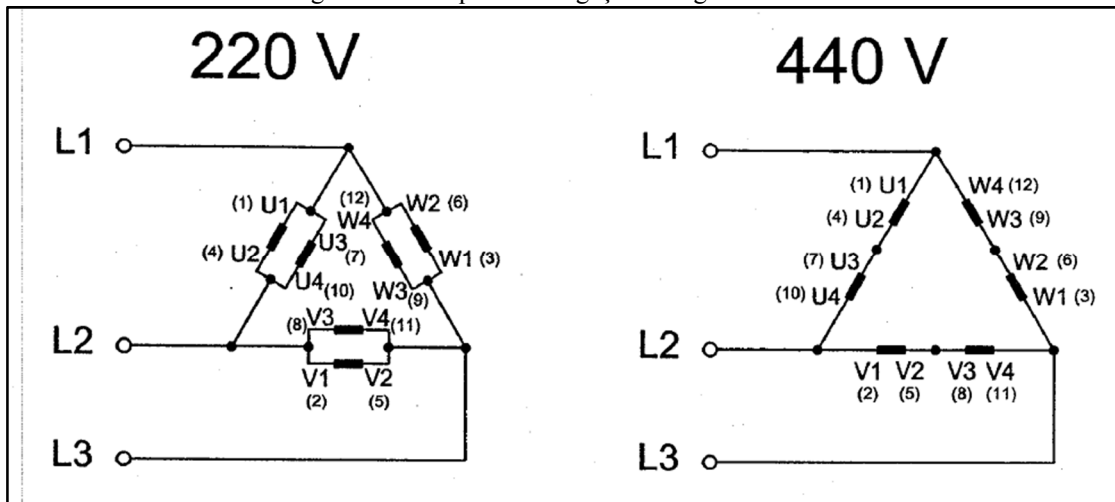 220 V
440 V
L1
(1) U1
(12)
W4
W2 (6)
(4) U2
U3
(7)
W1 (3)
U4
(10)
W3
(9)
L2
V3
(8)
V4
(11)
V1
(2)
V2
(5)
L3
L1
(1) U1
W4 (12)
(4) U2
W3 (9)
(7) U3
W2 (6)
(10) U4
W1 (3)
L2
V1
(2)
V2
(5)
V3
(8)
V4
(11)
L3